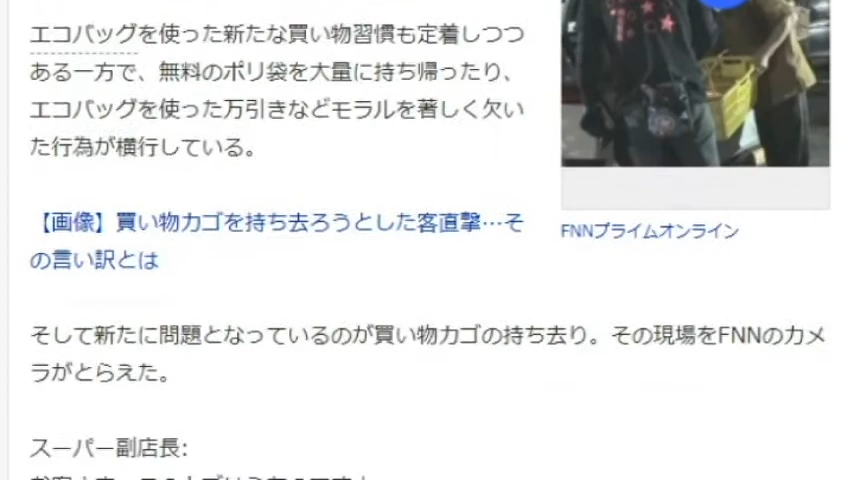 エコバッグを使った新たな買い物習慣も定着しつつ
ある一方で、無料のポリ袋を大量に持ち帰ったり、
エコバッグを使った万引きなどモラルを著しく欠い
た行為が横行している。
【画像】買い物カゴを持ち去ろうとした客直撃…そ
の言い訳とは
FNNプライムオンライン
そして新たに問題となっているのが買い物カゴの持ち去り。その現場をFNNのカメ
ラがとらえた。
スーパー副店長: